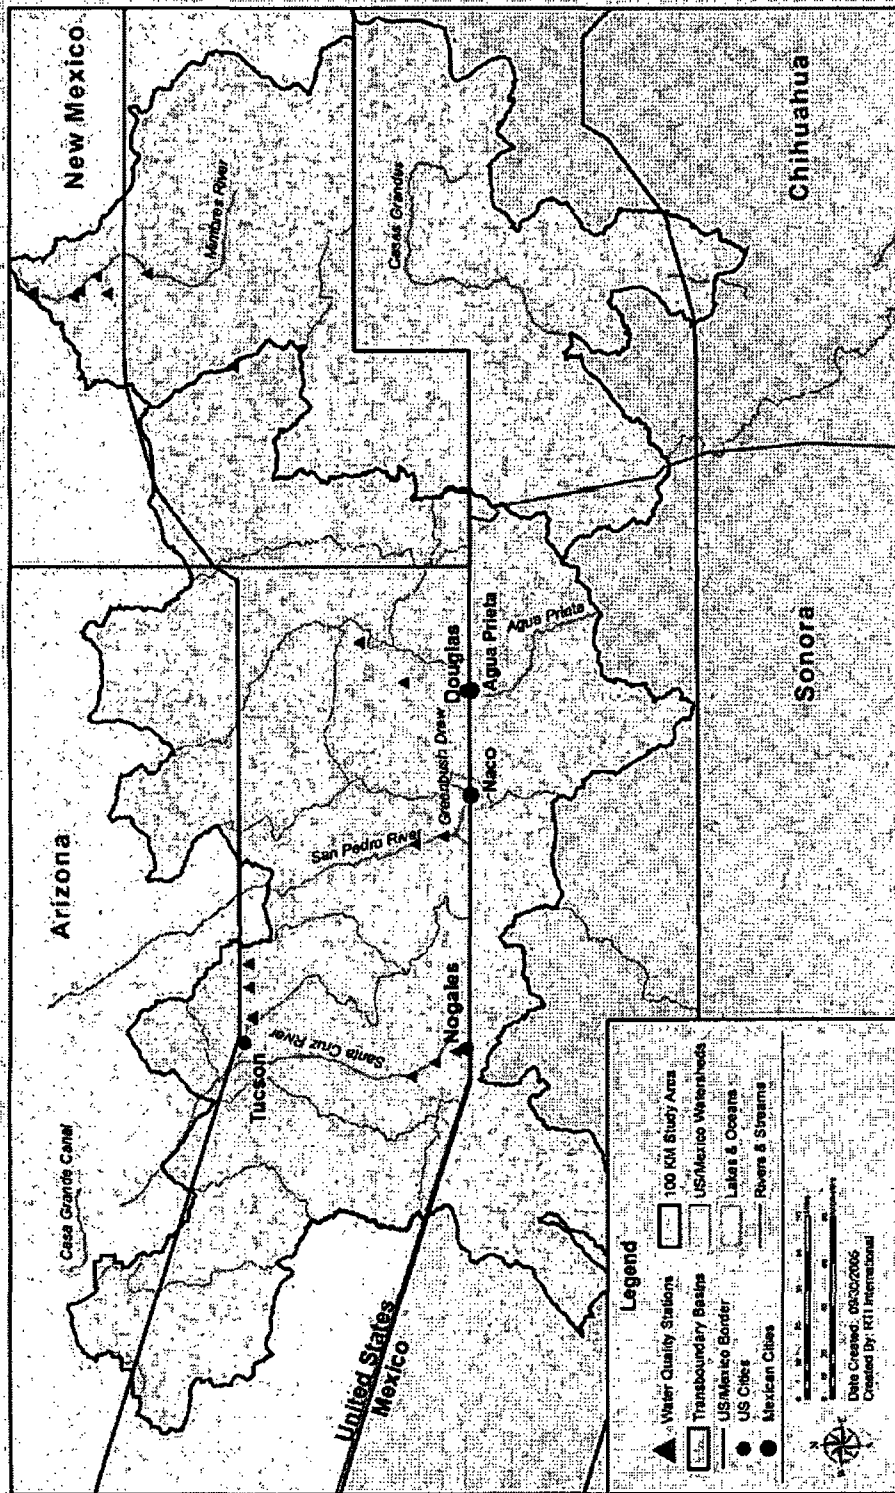 New Mexico
Arizona
Mimbres River
Casas Grandes
Chihuahua
Casa Grande Canal
San Pedro River
Greenbush Draw
Douglas
Agua Prieta
Agua Prieta
Naco
Sonora
Tucson
Santa Cruz River
Nogales
United States
Mexico
Legend
Water Quality Stations
Transboundary Basins
US/Mexico Border
US Cities
Mexican Cities
100 KM Study Area
US/Mexico Watersheds
Lakes & Oceans
Rivers & Streams
N
Date Created: 09/30/2006
Created By: RTI International